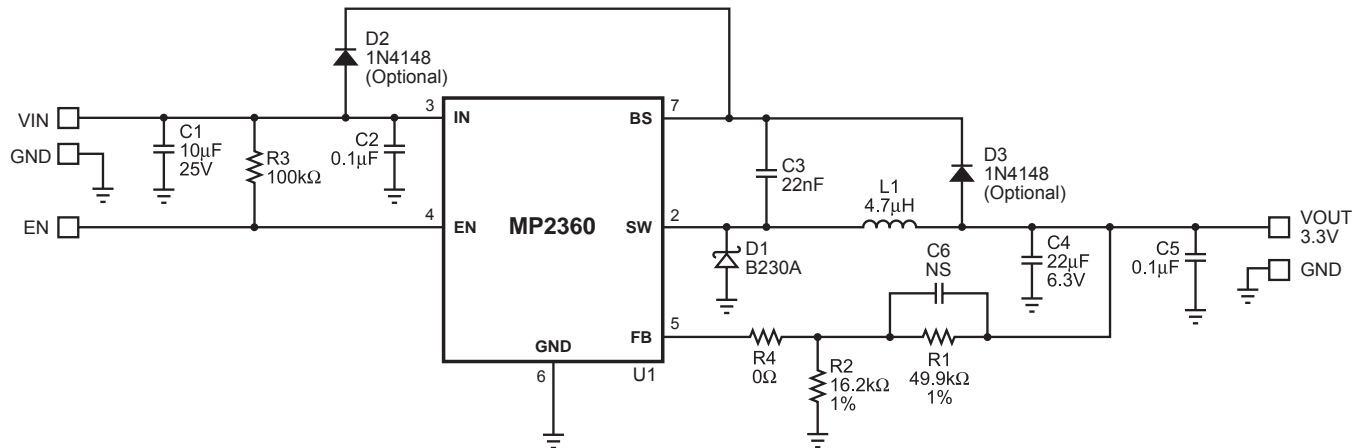 D2
1N4148
(Optional)
VIN
GND
EN
C1
10µF
25V
R3
100kΩ
C2
0.1µF
3
IN
4
EN
MP2360
BS
7
SW
2
FB
5
GND
6
U1
C3
22nF
D3
1N4148
(Optional)
L1
4.7µH
D1
B230A
C6
NS
C4
22µF
6.3V
C5
0.1µF
VOUT
3.3V
GND
R4
0Ω
R2
16.2kΩ
1%
R1
49.9kΩ
1%